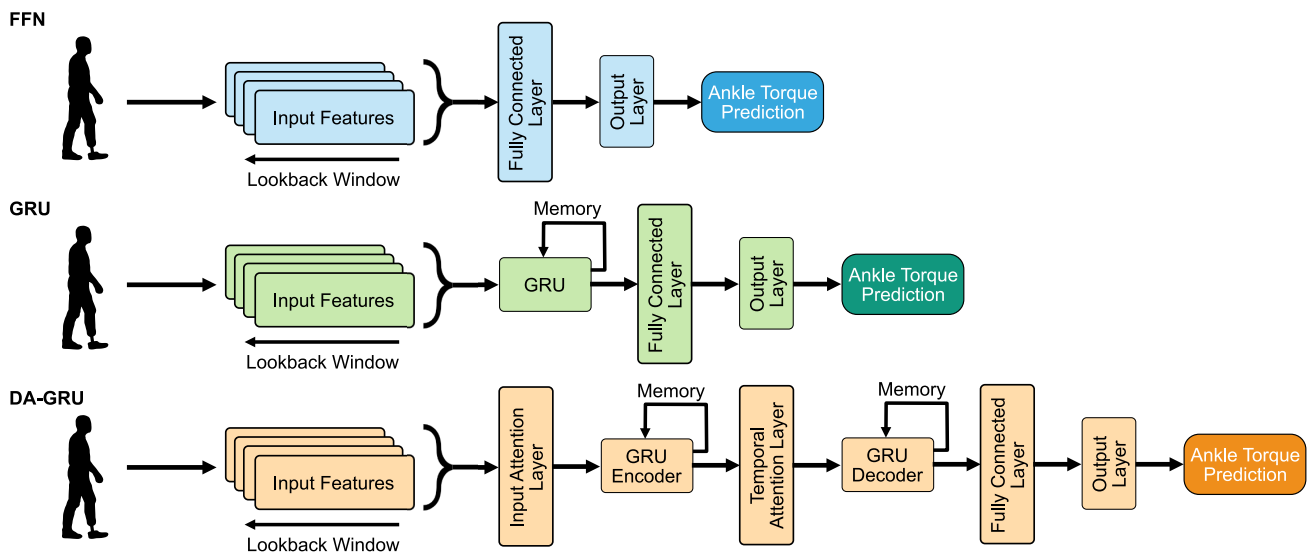 FFN
Input Features
Lookback Window
Fully Connected
Layer
Output
Layer
Ankle Torque
Prediction
GRU
Input Features
Lookback Window
Memory
GRU
Fully Connected
Layer
Output
Layer
Ankle Torque
Prediction
DA-GRU
Input Features
Lookback Window
Input Attention
Layer
Memory
GRU
Encoder
Temporal
Attention Layer
Memory
GRU
Decoder
Fully Connected
Layer
Output
Layer
Ankle Torque
Prediction